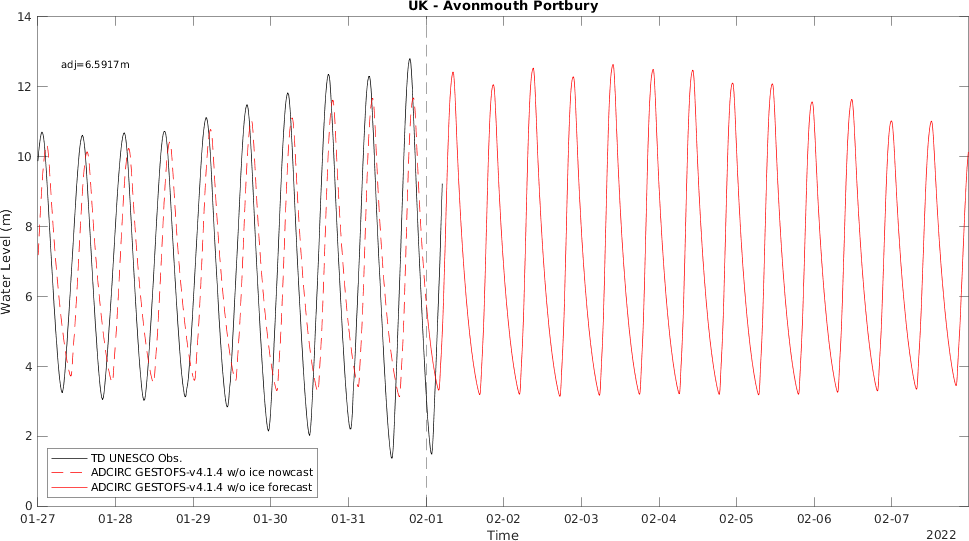 UK - Avonmouth Portbury
14
adj=6.5917m
12
10
8
6
4
2
0
Water Level (m)
TD UNESCO Obs.
ADCIRC GESTOFS-v4.1.4 w/o ice nowcast
ADCIRC GESTOFS-v4.1.4 w/o ice forecast
01-27 01-28 01-29 01-30 01-31 02-01 02-02 02-03 02-04 02-05 02-06 02-07
Time
2022